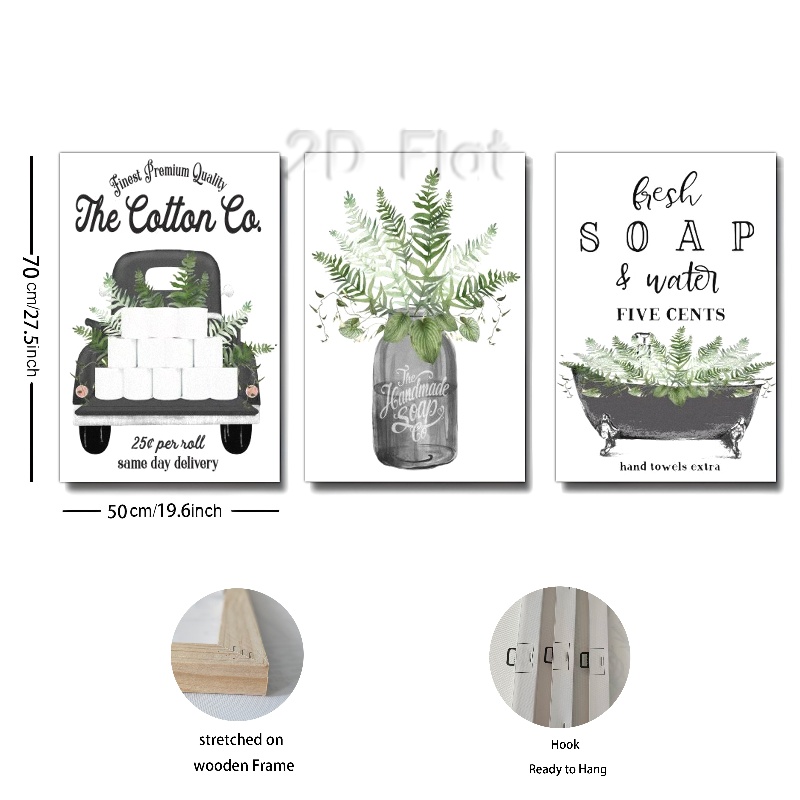 2D Flat
Finest Premium Quality
The Cotton Co.
25¢ per roll
same day delivery
The
Handmade
Soap
Co
fresh
SOAP
& water
FIVE CENTS
hand towels extra
70cm/27.5inch
50cm/19.6inch
stretched on
wooden Frame
Hook
Ready to Hang